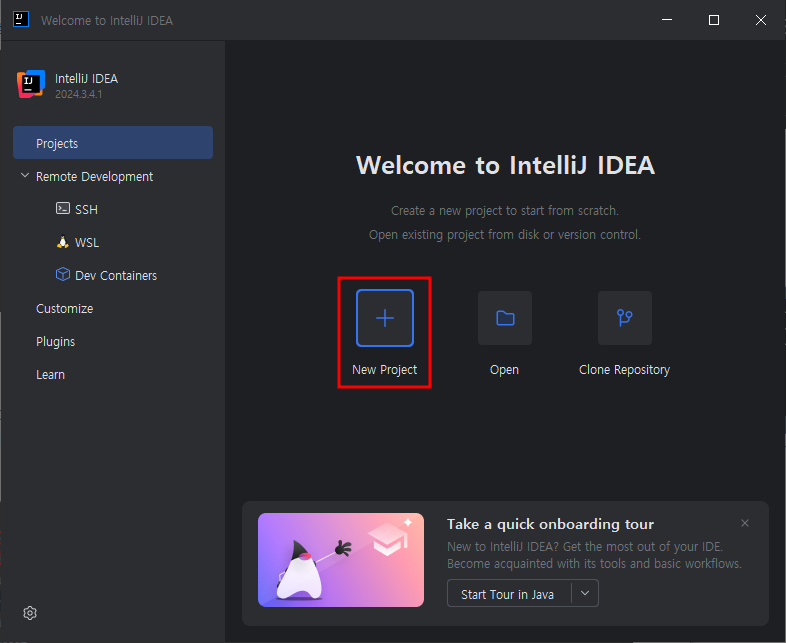 IJ
Welcome to IntelliJ IDEA
IJ
IntelliJ IDEA
2024.3.4.1
Projects
Remote Development
SSH
WSL
Dev Containers
Customize
Plugins
Learn
Welcome to IntelliJ IDEA
Create a new project to start from scratch.
Open existing project from disk or version control.
New Project
Open
Clone Repository
Take a quick onboarding tour
New to IntelliJ IDEA? Get the most out of your IDE.
Become acquainted with its tools and basic workflows.
Start Tour in Java